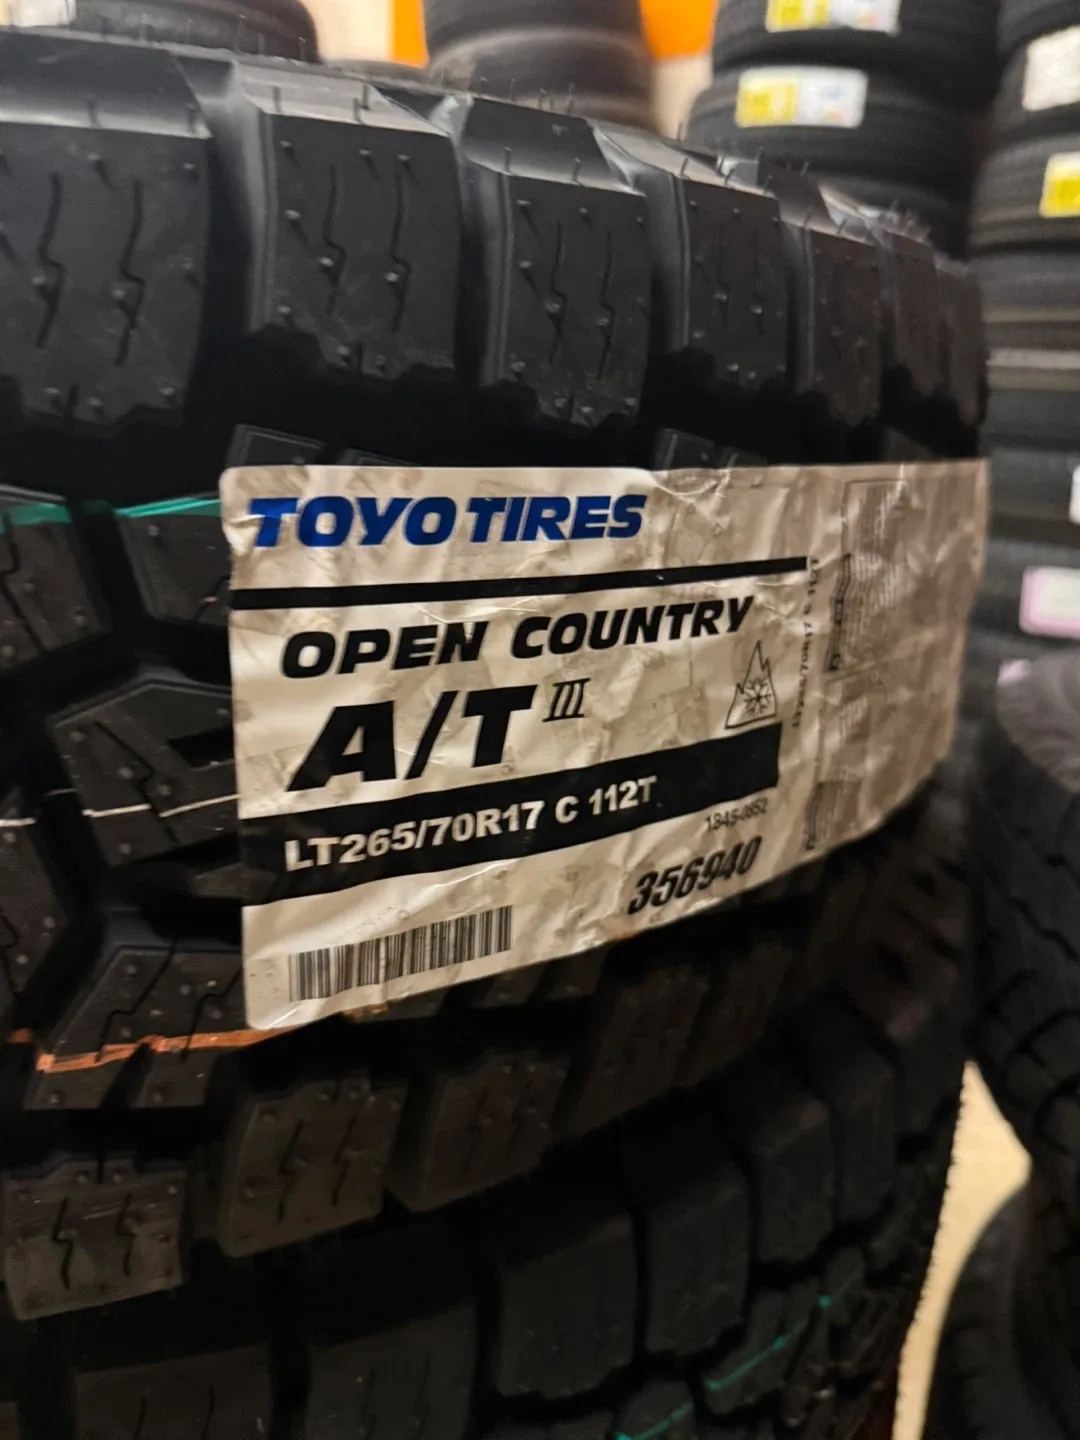 TOYO TIRES
OPEN COUNTRY
A/T III
LT265/70R17 C 112T
356940